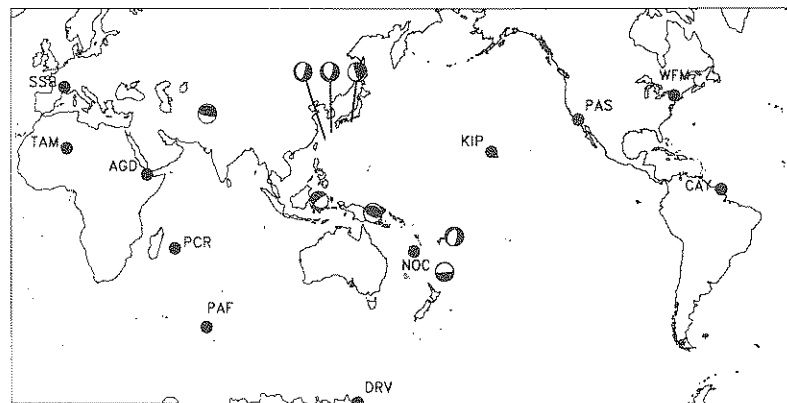 WFM
SSB
PAS
TAM
KIP
AGD
CAY
PCR
NOC
PAF
DRV